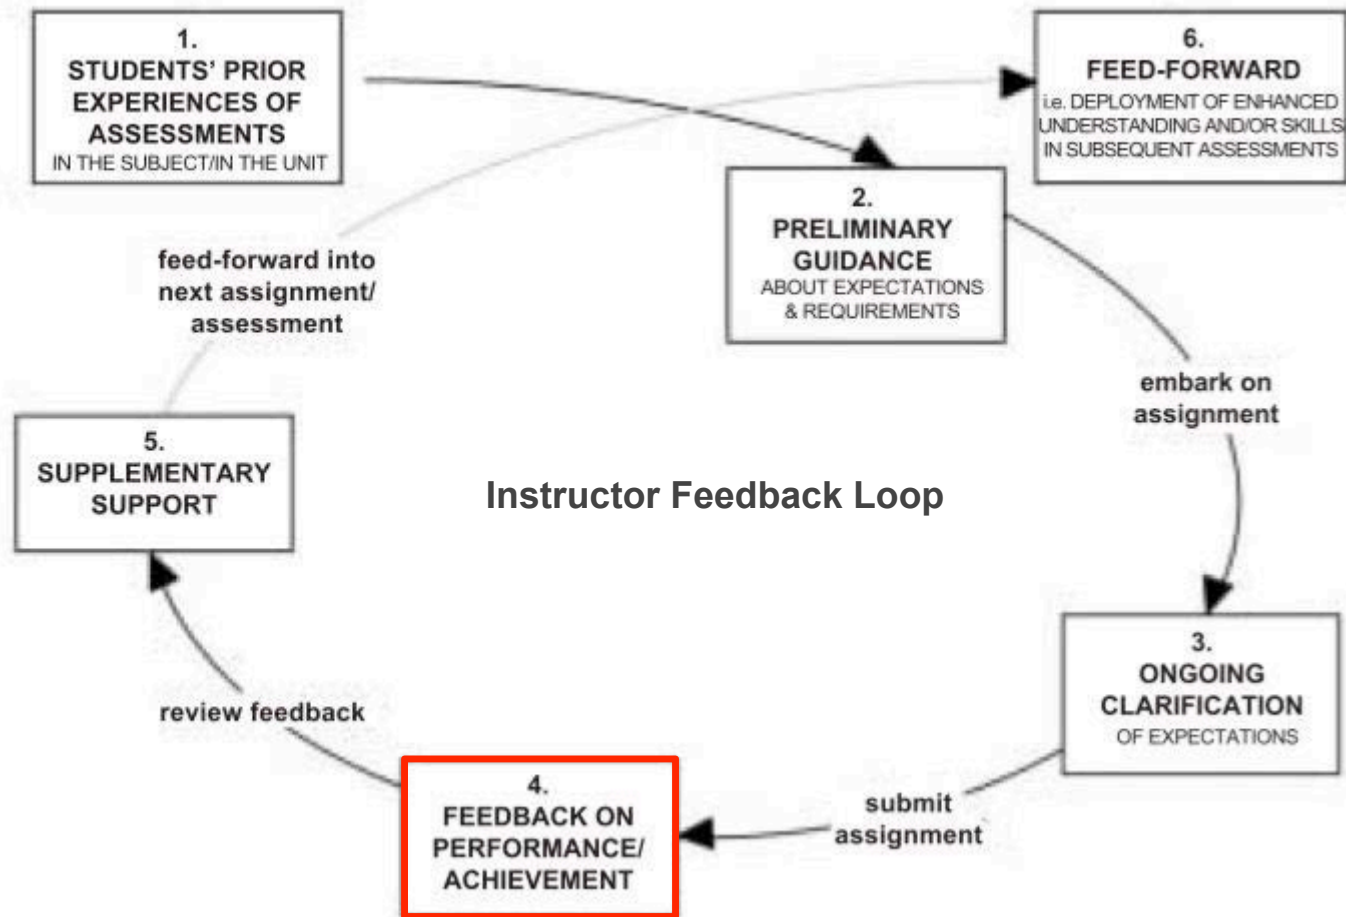 1.
STUDENTS' PRIOR
EXPERIENCES OF
ASSESSMENTS
IN THE SUBJECT/IN THE UNIT
6.
FEED-FORWARD
i.e. DEPLOYMENT OF ENHANCED
UNDERSTANDING AND/OR SKILLS
IN SUBSEQUENT ASSESSMENTS
2.
PRELIMINARY
GUIDANCE
ABOUT EXPECTATIONS
& REQUIREMENTS
feed-forward into
next assignment/
assessment
embark on
assignment
5.
SUPPLEMENTARY
SUPPORT
Instructor Feedback Loop
3.
ONGOING
CLARIFICATION
OF EXPECTATIONS
review feedback
submit
assignment
4.
FEEDBACK ON
PERFORMANCE/
ACHIEVEMENT